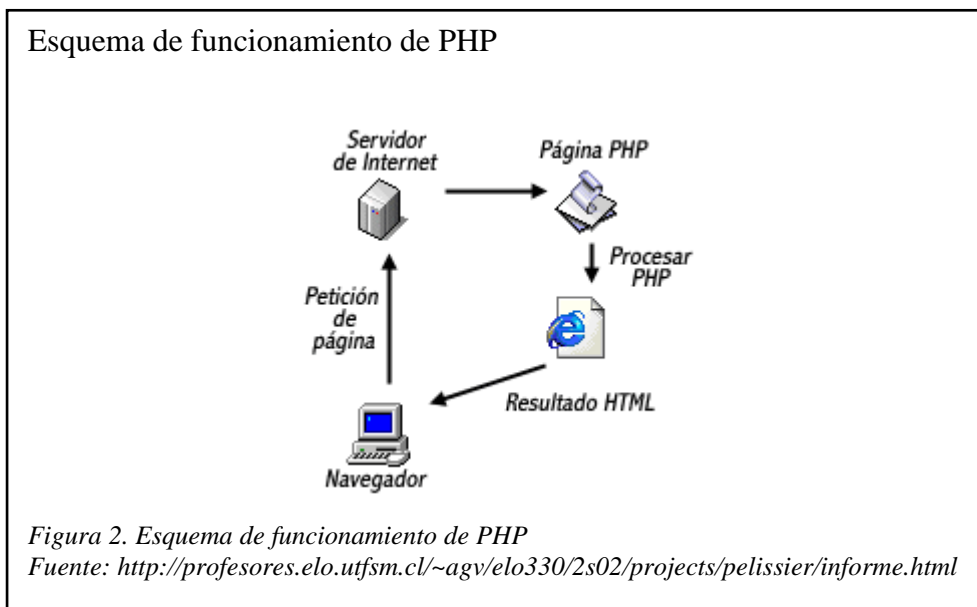 Esquema de funcionamiento de PHP
Servidor
de Internet
Página PHP
Procesar
PHP
Petición
de
página
Resultado HTML
Navegador
Figura 2. Esquema de funcionamiento de PHP
Fuente: http://profesores.elo.utfsm.cl/~agv/elo330/2s02/projects/pelissier/informe.html